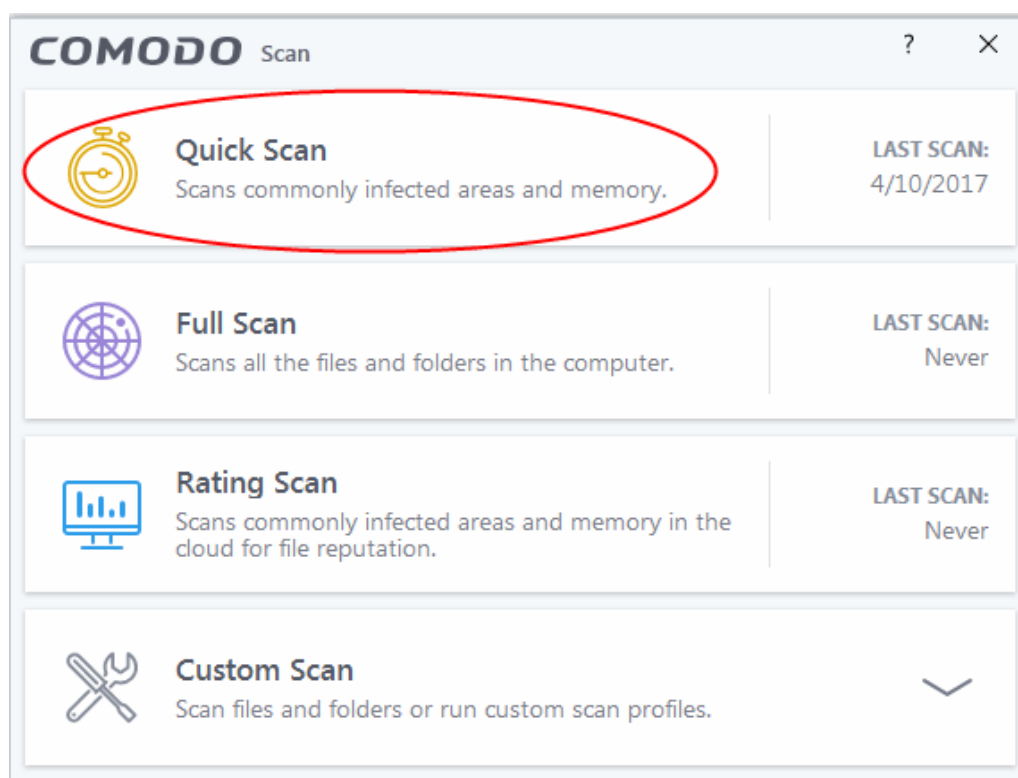 COMODO Scan ?
Quick Scan
Scans commonly infected areas and memory.
LAST SCAN:
4/10/2017
Full Scan
Scans all the files and folders in the computer.
LAST SCAN:
Never
Rating Scan
Scans commonly infected areas and memory in the
cloud for file reputation.
LAST SCAN:
Never
Custom Scan
Scan files and folders or run custom scan profiles.